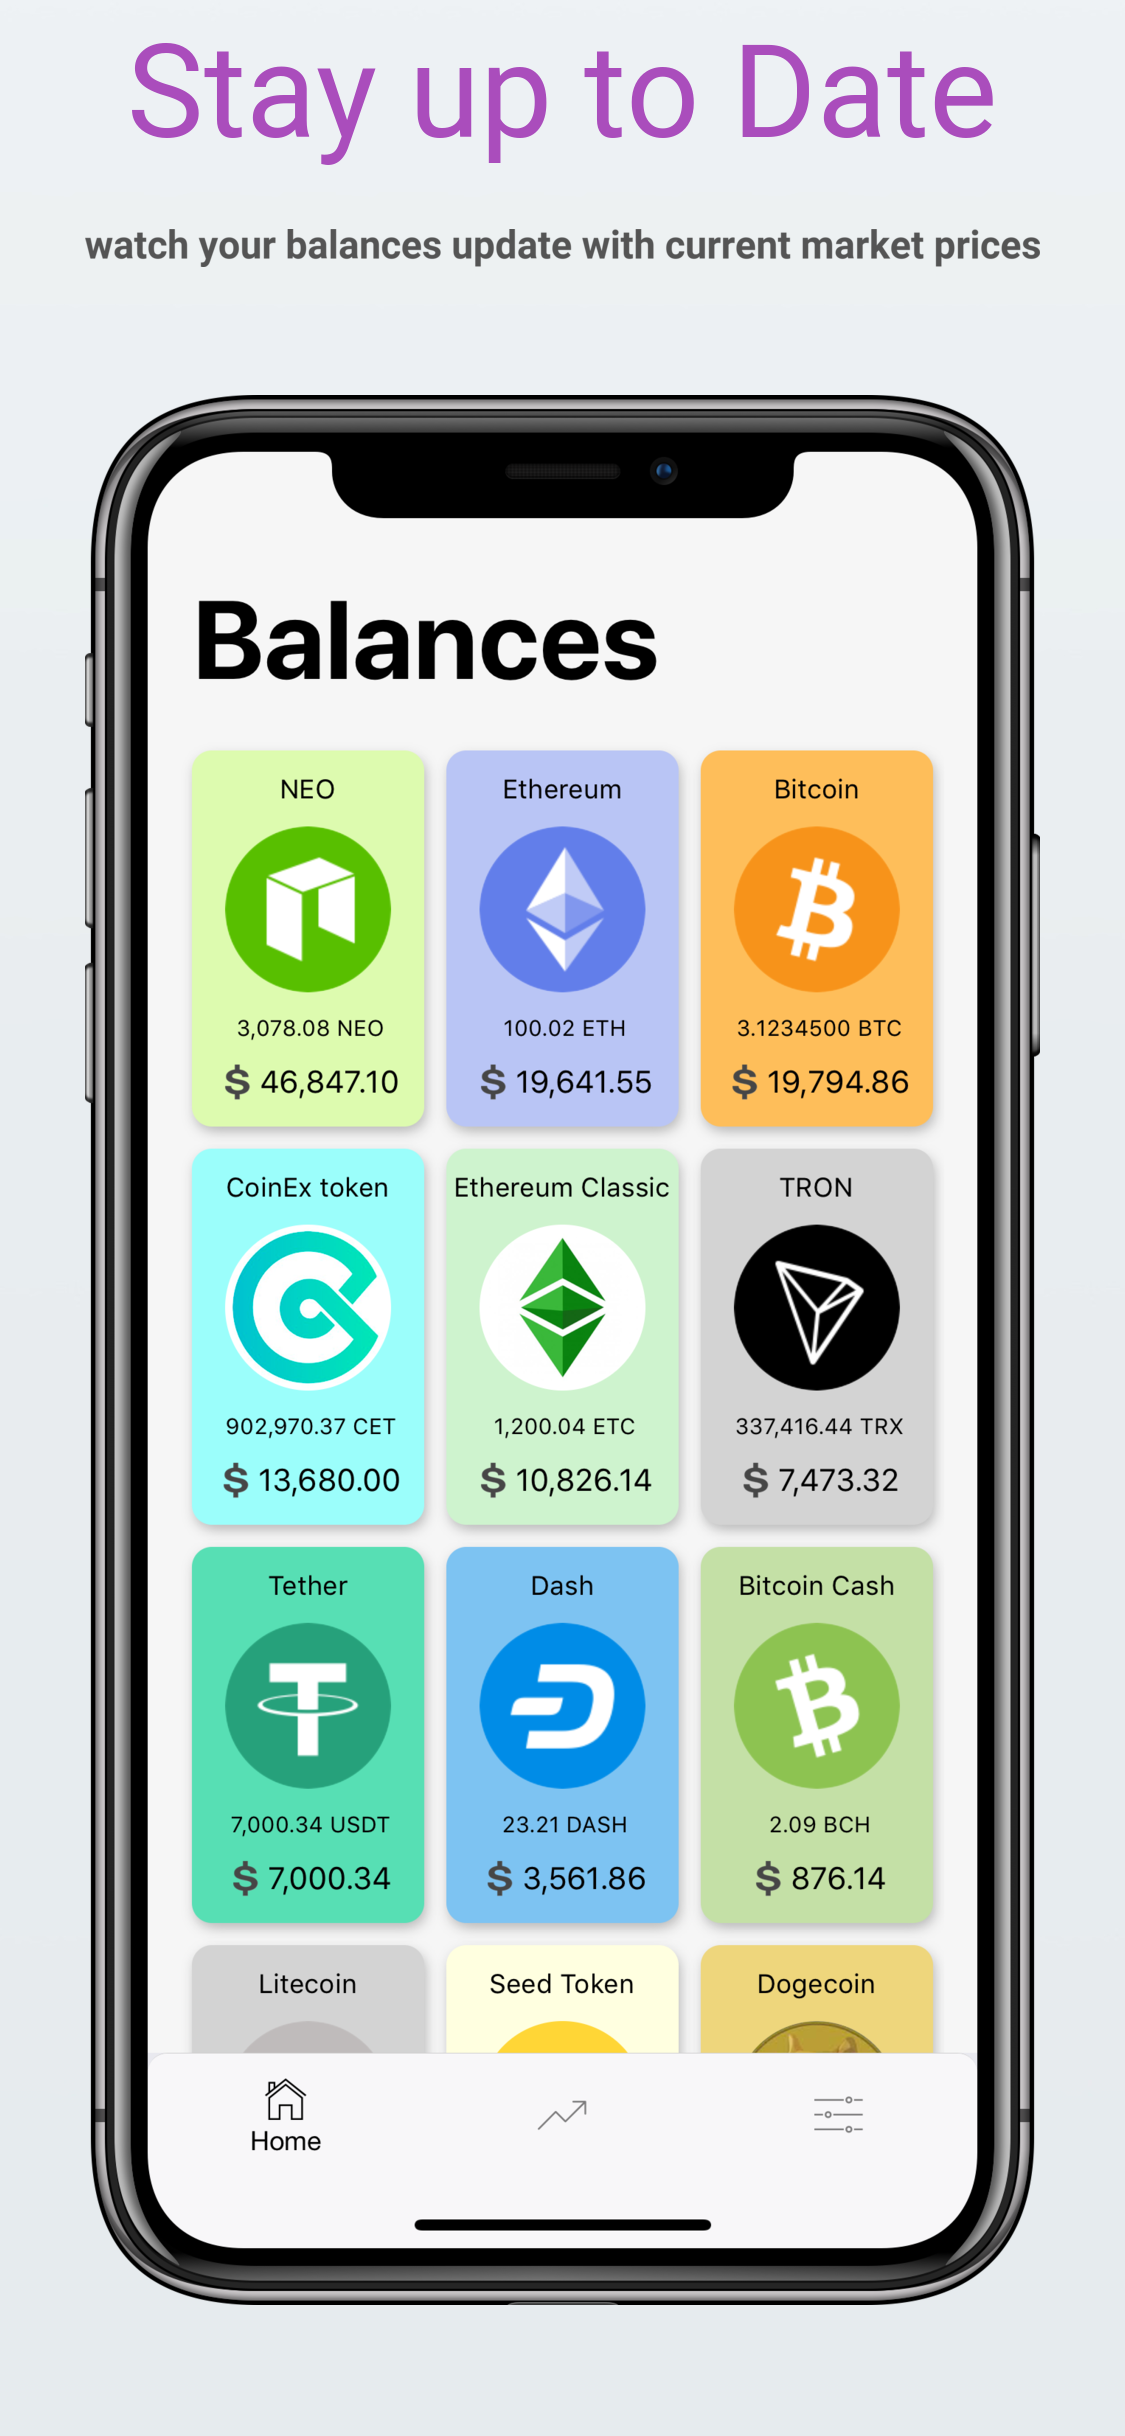 Stay up to Date
watch your balances update with current market prices
Balances
NEO
3,078.08 NEO
$ 46,847.10
Ethereum
100.02 ETH
$ 19,641.55
Bitcoin
3.1234500 BTC
$ 19,794.86
CoinEx token
902,970.37 CET
$ 13,680.00
Ethereum Classic
1,200.04 ETC
$ 10,826.14
TRON
337,416.44 TRX
$ 7,473.32
Tether
7,000.34 USDT
$ 7,000.34
Dash
23.21 DASH
$ 3,561.86
Bitcoin Cash
2.09 BCH
$ 876.14
Litecoin
Seed Token
Dogecoin
Home